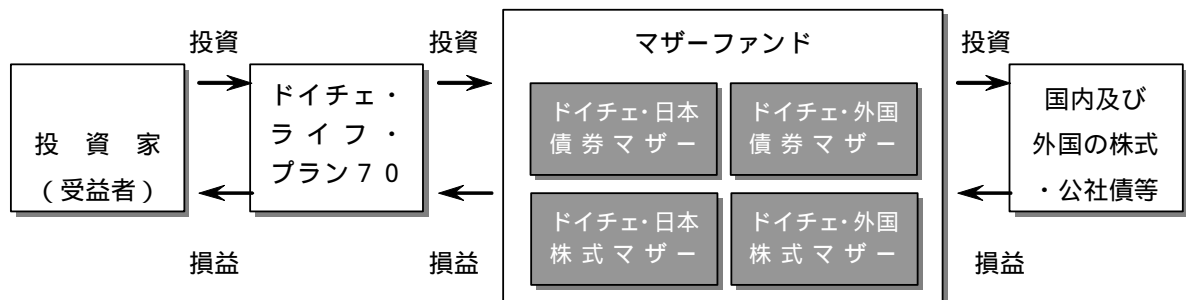 投資
投資
マザーファンド
投資
投資家
(受益者)
ドイチェ・
ライフ・
プラン70
ドイチェ・日本
債券マザー
ドイチェ・外国
債券マザー
ドイチェ・日本
株式マザー
ドイチェ・外国
株式マザー
国内及び
外国の株式
・公社債等
損益
損益
損益